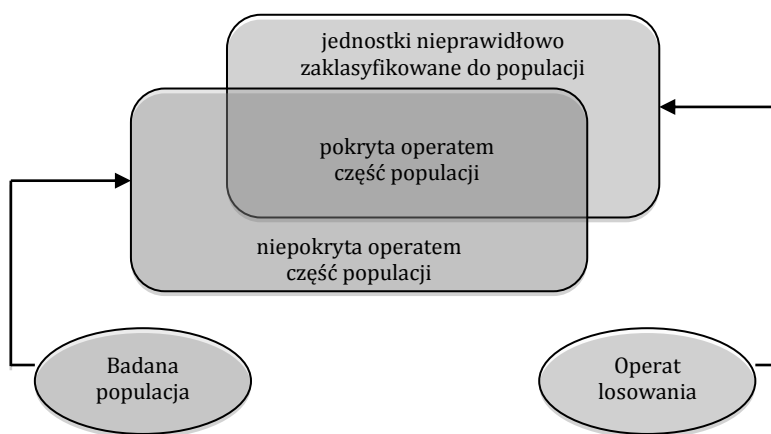 jednostki nieprawidłowo
zaklasyfikowane do populacji
pokryta operatem
część populacji
niepokryta operatem
część populacji
Badana
populacja
Operat
losowania